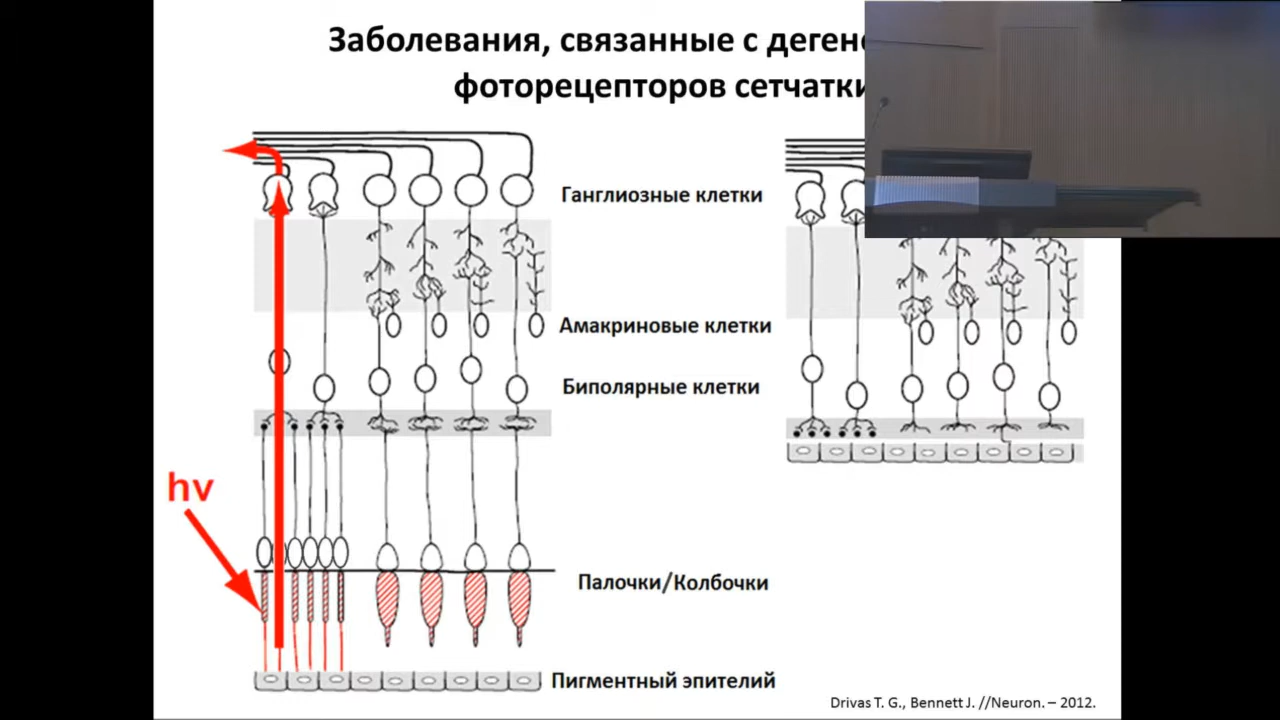 Заболевания, связанные с
фоторецепторов сетчатки
Ганглиозные клетки
Амакриновые клетки
Биполярные клетки
hv
Палочки/Колбочки
Пигментный эпителий
Drivas T. G., Bennett J. //Neuron. – 2012.